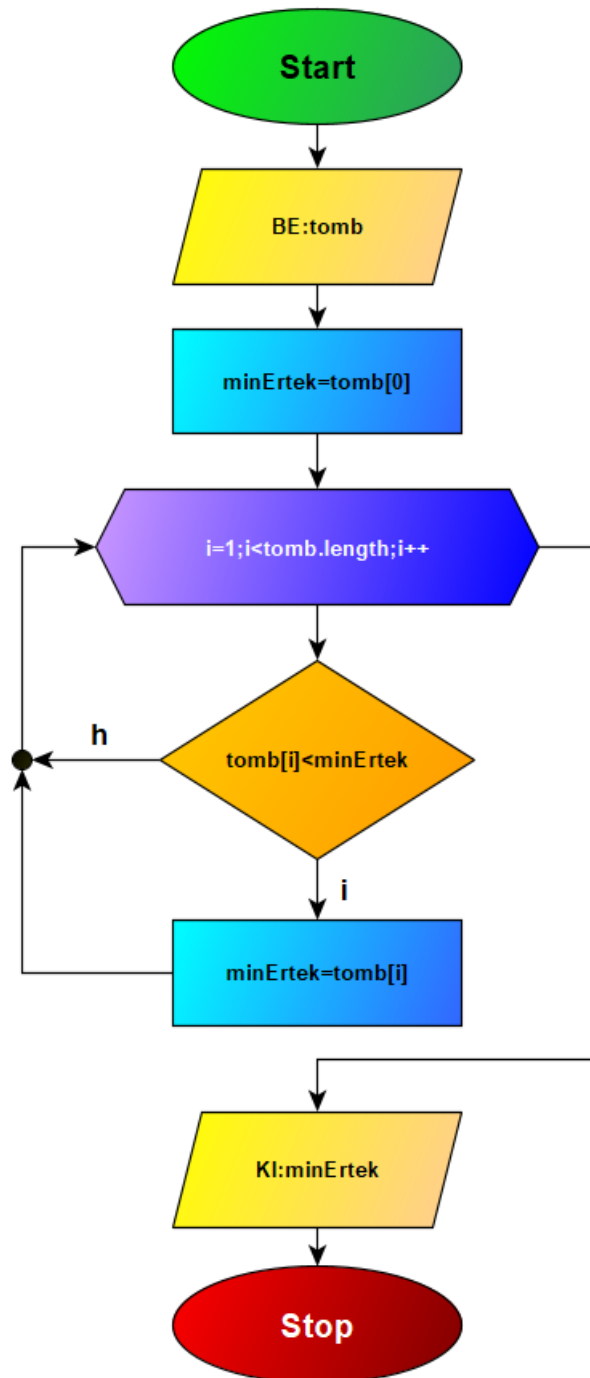 Start
BE:tomb
minErtek=tomb[0]
i=1;i<tomb.length;i++
tomb[i]<minErtek
h
i
minErtek=tomb[i]
KI:minErtek
Stop